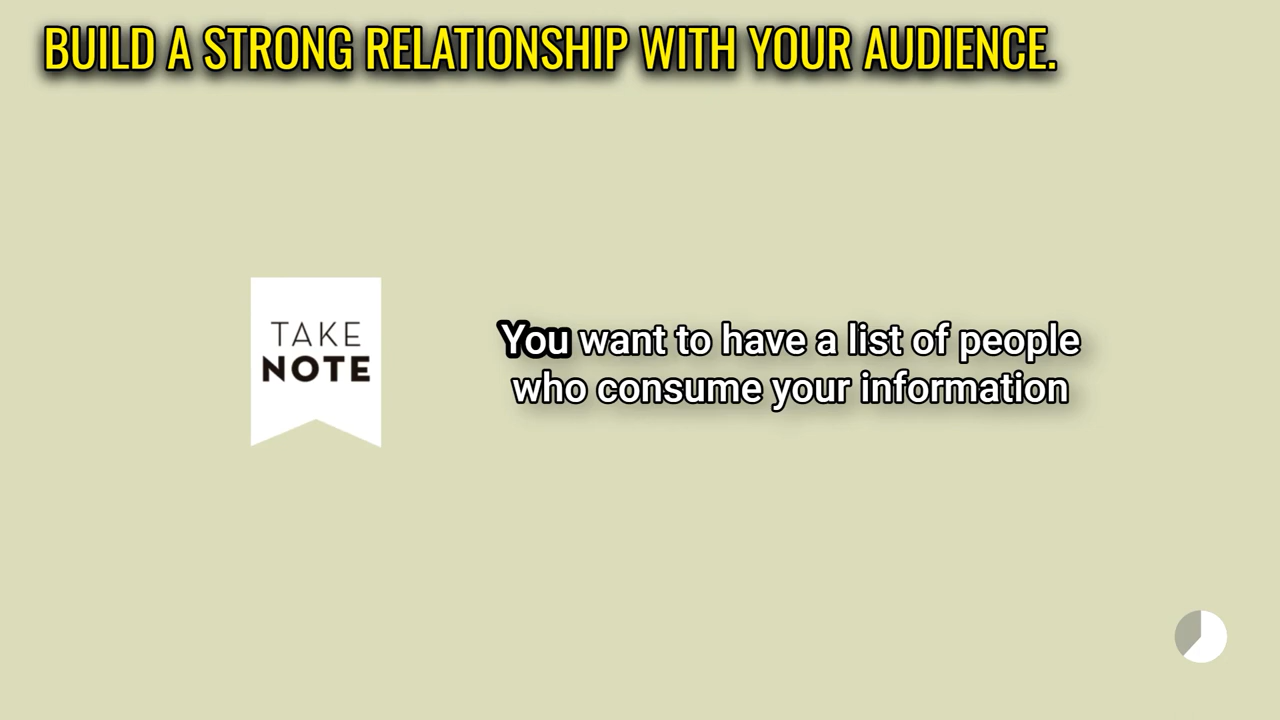 BUILD A STRONG RELATIONSHIP WITH YOUR AUDIENCE.
TAKE
NOTE
You want to have a list of people
who consume your information